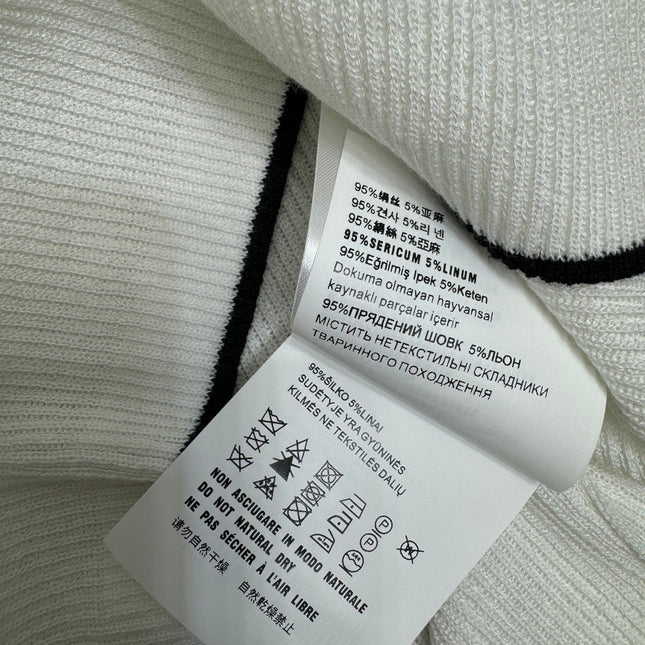 95%绢丝 5%亚麻
95%견사 5%리넨
95%絹絲 5%亞麻
95%SERICUM 5%LINUM
95%Eğrilmiş Ipek 5%Keten
Dokuma olmayan hayvansal
kaynaklı parçalar içerir
95%ПРЯДЕНИЙ ШОВК 5%ЛЬОН
МІСТИТЬ НЕТЕКСТИЛЬНІ СКЛАДНИКИ
ТВАРИННОГО ПОХОДЖЕННЯ
95%ŠILKO 5%LINAI
SUDĖTYJE YRA GYŪNINĖS
KILMĖS NE TEKSTILĖS DALIŲ
P
P
W
NON ASCIUGARE IN MODO NATURALE
DO NOT NATURAL DRY
NE PAS SÉCHER À L'AIR LIBRE
请勿自然干燥
自然乾燥禁止